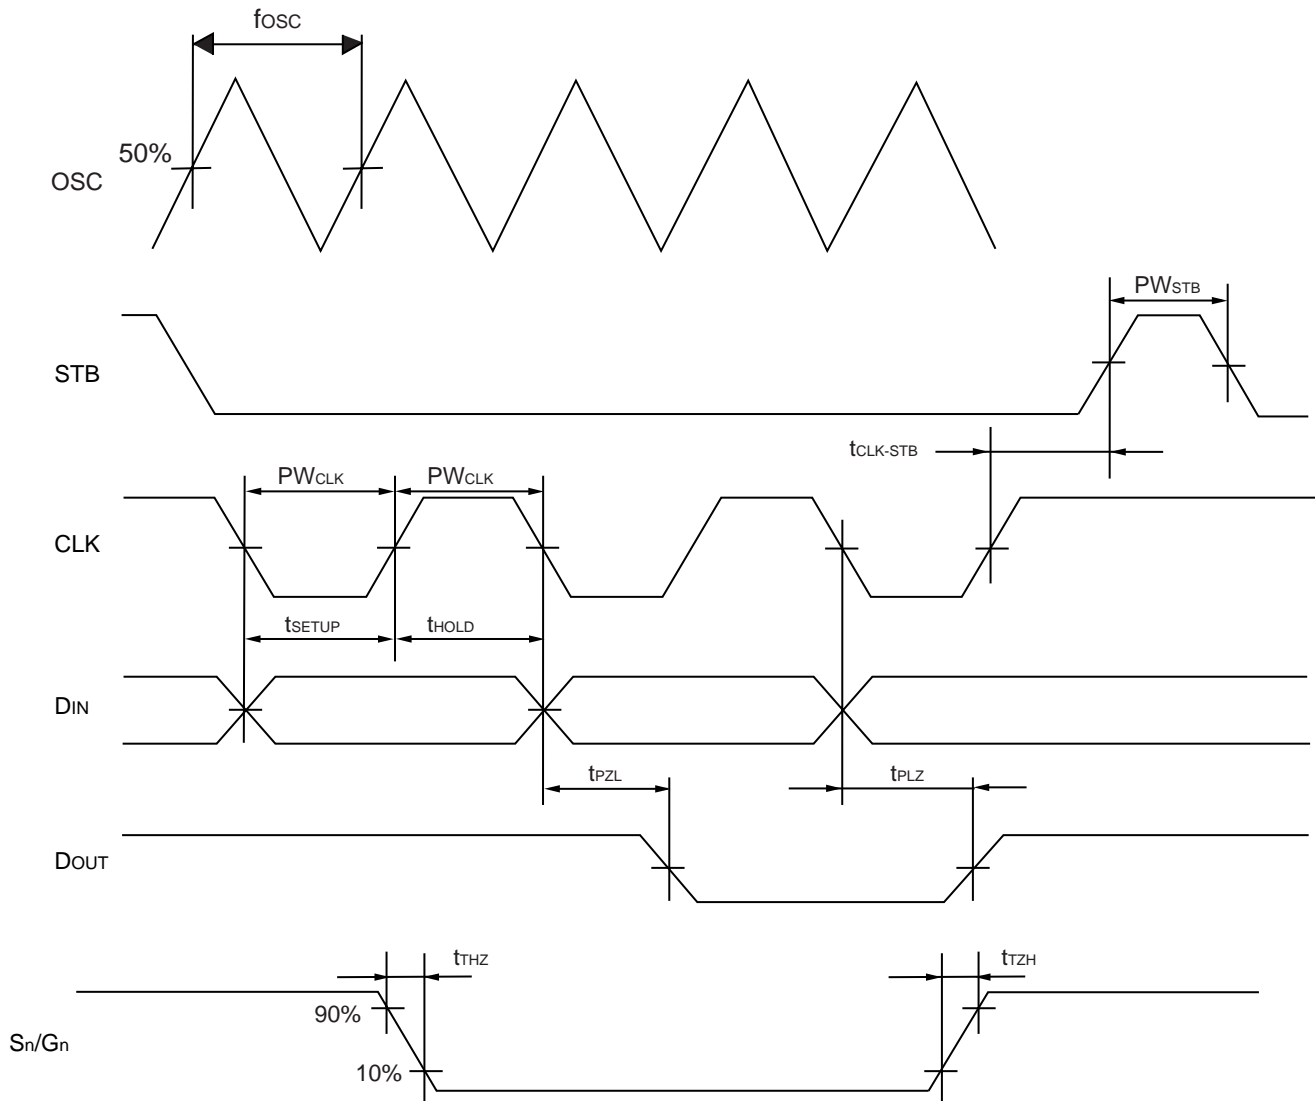 fOSC
50%
OSC
PWSTB
STB
tCLK-STB
PWCLK PWCLK
CLK
tSETUP tHOLD
DIN
tPZL tPLZ
DOUT
tTHZ tTZH
90%
Sn/Gn
10%